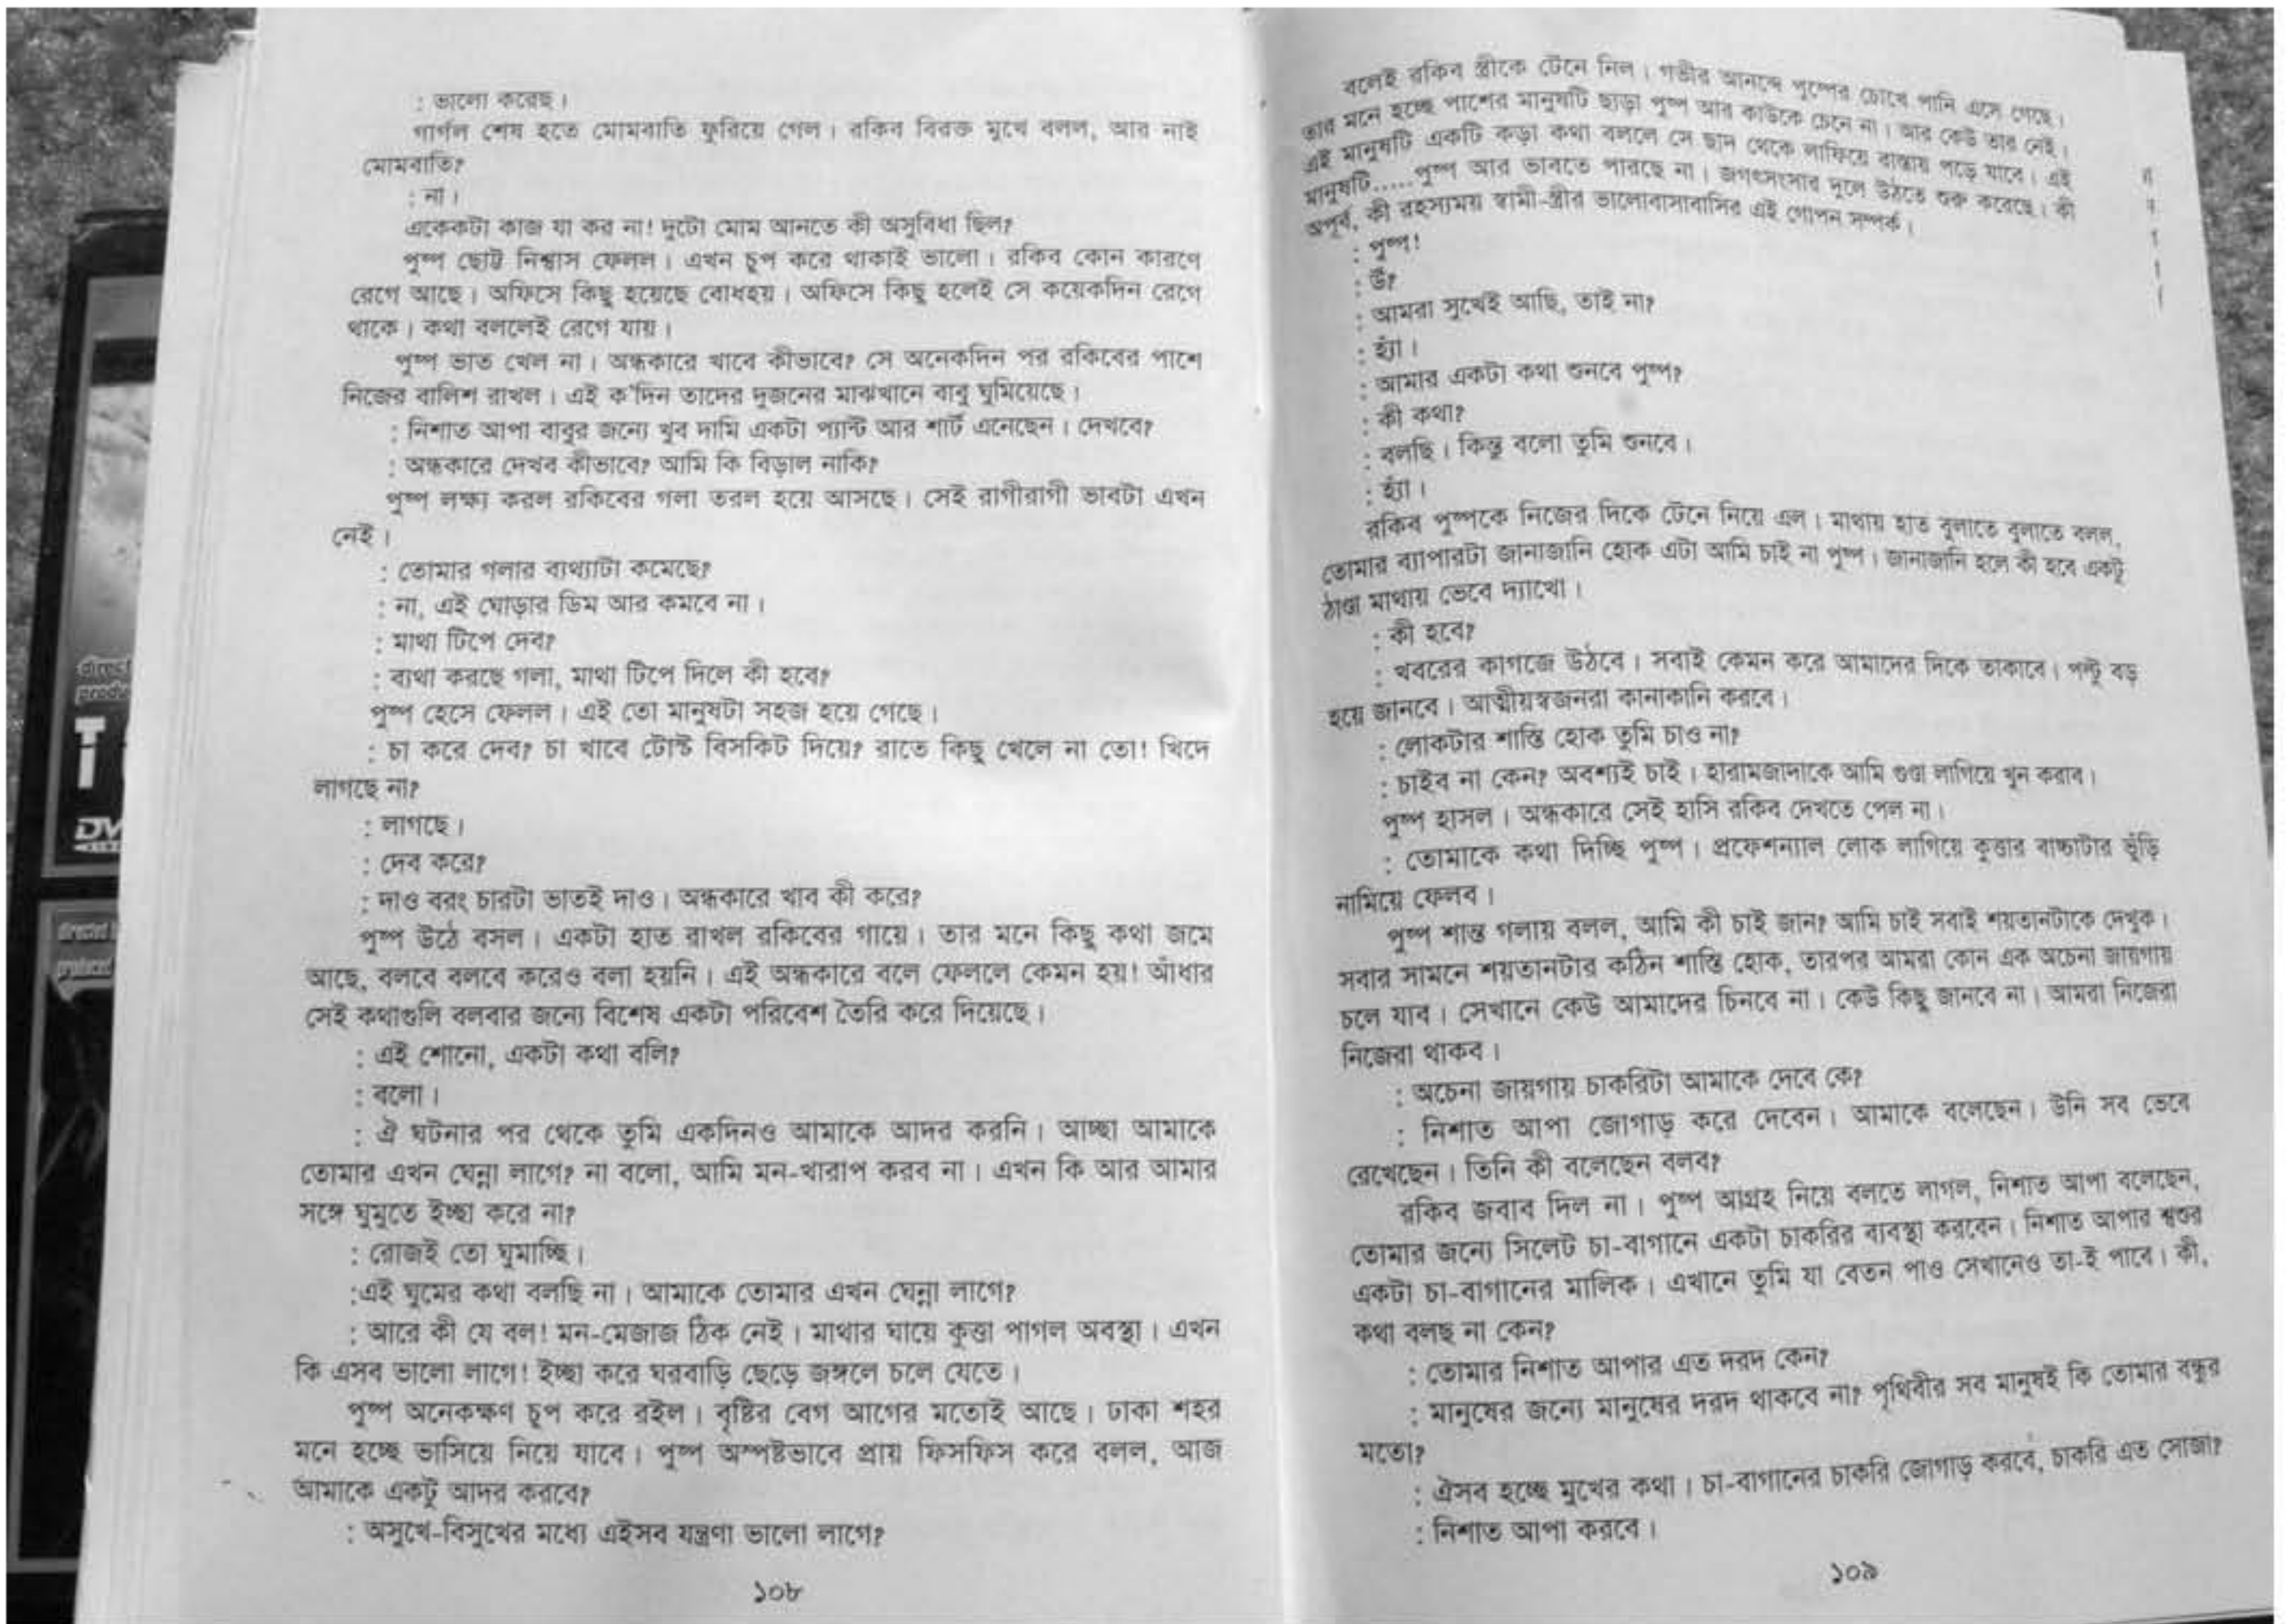 : ভালো করেছ।
গার্গল শেষ হতে মোমবাতি ফুরিয়ে গেল। রকিব বিরক্ত মুখে বলল, আর নাই
মোমবাতি?
: না।
একেকটা কাজ যা কর না! দুটো মোম আনতে কী অসুবিধা ছিল?
পুষ্প ছোট্ট নিশ্বাস ফেলল। এখন চুপ করে থাকাই ভালো। রকিব কোন কারণে
রেগে আছে। অফিসে কিছু হয়েছে বোধহয়। অফিসে কিছু হলেই সে কয়েকদিন রেগে
থাকে। কথা বললেই রেগে যায়।
পুষ্প ভাত খেল না। অন্ধকারে খাবে কীভাবে? সে অনেকদিন পর রকিবের পাশে
নিজের বালিশ রাখল। এই ক'দিন তাদের দুজনের মাঝখানে বাবু ঘুমিয়েছে।
: নিশাত আপা বাবুর জন্যে খুব দামি একটা প্যান্ট আর শার্ট এনেছেন। দেখবে?
: অন্ধকারে দেখব কীভাবে? আমি কি বিড়াল নাকি?
পুষ্প লক্ষ্য করল রকিবের গলা তরল হয়ে আসছে। সেই রাগীরাগী ভাবটা এখন
নেই।
: তোমার গলার ব্যথ্যাটা কমেছে?
: না, এই ঘোড়ার ডিম আর কমবে না।
: মাথা টিপে দেব?
: ব্যথা করছে গলা, মাথা টিপে দিলে কী হবে?
পুষ্প হেসে ফেলল। এই তো মানুষটা সহজ হয়ে গেছে।
: চা করে দেব? চা খাবে টোস্ট বিসকিট দিয়ে? রাতে কিছু খেলে না তো! খিদে
লাগছে না?
: লাগছে।
: দেব করে?
: দাও বরং চারটা ভাতই দাও। অন্ধকারে খাব কী করে?
পুষ্প উঠে বসল। একটা হাত রাখল রকিবের গায়ে। তার মনে কিছু কথা জমে
আছে, বলবে বলবে করেও বলা হয়নি। এই অন্ধকারে বলে ফেললে কেমন হয়! আঁধার
সেই কথাগুলি বলবার জন্যে বিশেষ একটা পরিবেশ তৈরি করে দিয়েছে।
: এই শোনো, একটা কথা বলি?
: বলো।
: ঐ ঘটনার পর থেকে তুমি একদিনও আমাকে আদর করনি। আচ্ছা আমাকে
তোমার এখন ঘেন্না লাগে? না বলো, আমি মন-খারাপ করব না। এখন কি আর আমার
সঙ্গে ঘুমুতে ইচ্ছা করে না?
: রোজই তো ঘুমাচ্ছি।
:এই ঘুমের কথা বলছি না। আমাকে তোমার এখন ঘেন্না লাগে?
: আরে কী যে বল! মন-মেজাজ ঠিক নেই। মাথার ঘায়ে কুত্তা পাগল অবস্থা। এখন
কি এসব ভালো লাগে! ইচ্ছা করে ঘরবাড়ি ছেড়ে জঙ্গলে চলে যেতে।
পুষ্প অনেকক্ষণ চুপ করে রইল। বৃষ্টির বেগ আগের মতোই আছে। ঢাকা শহর
মনে হচ্ছে ভাসিয়ে নিয়ে যাবে। পুষ্প অস্পষ্টভাবে প্রায় ফিসফিস করে বলল, আজ
আমাকে একটু আদর করবে?
: অসুখে-বিসুখের মধ্যে এইসব যন্ত্রণা ভালো লাগে?
১০৮
বলেই রকিব স্ত্রীকে টেনে নিল। গভীর আনন্দে পুষ্পের চোখে পানি এসে গেছে।
তার মনে হচ্ছে পাশের মানুষটি ছাড়া পুষ্প আর কাউকে চেনে না। আর কেউ তার নেই।
এই মানুষটি একটি কড়া কথা বললে সে ছাদ থেকে লাফিয়ে রাস্তায় পড়ে যাবে। এই
মানুষটি.....পুষ্প আর ভাবতে পারছে না। জগৎসংসার দুলে উঠতে শুরু করেছে। কী
অপূর্ব, কী রহস্যময় স্বামী-স্ত্রীর ভালোবাসাবাসির এই গোপন সম্পর্ক।
: পুষ্প!
: উঁ?
: আমরা সুখেই আছি, তাই না?
: হ্যাঁ।
: আমার একটা কথা শুনবে পুষ্প?
: কী কথা?
: বলছি। কিন্তু বলো তুমি শুনবে।
: হ্যাঁ।
রকিব পুষ্পকে নিজের দিকে টেনে নিয়ে এল। মাথায় হাত বুলাতে বুলাতে বলল,
তোমার ব্যাপারটা জানাজানি হোক এটা আমি চাই না পুষ্প। জানাজানি হলে কী হবে একটু
ঠাণ্ডা মাথায় ভেবে দ্যাখো।
: কী হবে?
: খবরের কাগজে উঠবে। সবাই কেমন করে আমাদের দিকে তাকাবে। পল্টু বড়
হয়ে জানবে। আত্মীয়স্বজনরা কানাকানি করবে।
: লোকটার শাস্তি হোক তুমি চাও না?
: চাইব না কেন? অবশ্যই চাই। হারামজাদাকে আমি গুণ্ডা লাগিয়ে খুন করাব।
পুষ্প হাসল। অন্ধকারে সেই হাসি রকিব দেখতে পেল না।
: তোমাকে কথা দিচ্ছি পুষ্প। প্রফেশন্যাল লোক লাগিয়ে কুত্তার বাচ্চাটার ভুঁড়ি
নামিয়ে ফেলব।
পুষ্প শান্ত গলায় বলল, আমি কী চাই জান? আমি চাই সবাই শয়তানটাকে দেখুক।
সবার সামনে শয়তানটার কঠিন শাস্তি হোক, তারপর আমরা কোন এক অচেনা জায়গায়
চলে যাব। সেখানে কেউ আমাদের চিনবে না। কেউ কিছু জানবে না। আমরা নিজেরা
নিজেরা থাকব।
: অচেনা জায়গায় চাকরিটা আমাকে দেবে কে?
: নিশাত আপা জোগাড় করে দেবেন। আমাকে বলেছেন। উনি সব ভেবে
রেখেছেন। তিনি কী বলেছেন বলব?
রকিব জবাব দিল না। পুষ্প আগ্রহ নিয়ে বলতে লাগল, নিশাত আপা বলেছেন,
তোমার জন্যে সিলেট চা-বাগানে একটা চাকরির ব্যবস্থা করবেন। নিশাত আপার শ্বশুর
একটা চা-বাগানের মালিক। এখানে তুমি যা বেতন পাও সেখানেও তা-ই পাবে। কী,
কথা বলছ না কেন?
: তোমার নিশাত আপার এত দরদ কেন?
: মানুষের জন্যে মানুষের দরদ থাকবে না? পৃথিবীর সব মানুষই কি তোমার বন্ধুর
মতো?
: ঐসব হচ্ছে মুখের কথা। চা-বাগানের চাকরি জোগাড় করবে, চাকরি এত সোজা?
: নিশাত আপা করবে।
১০৯